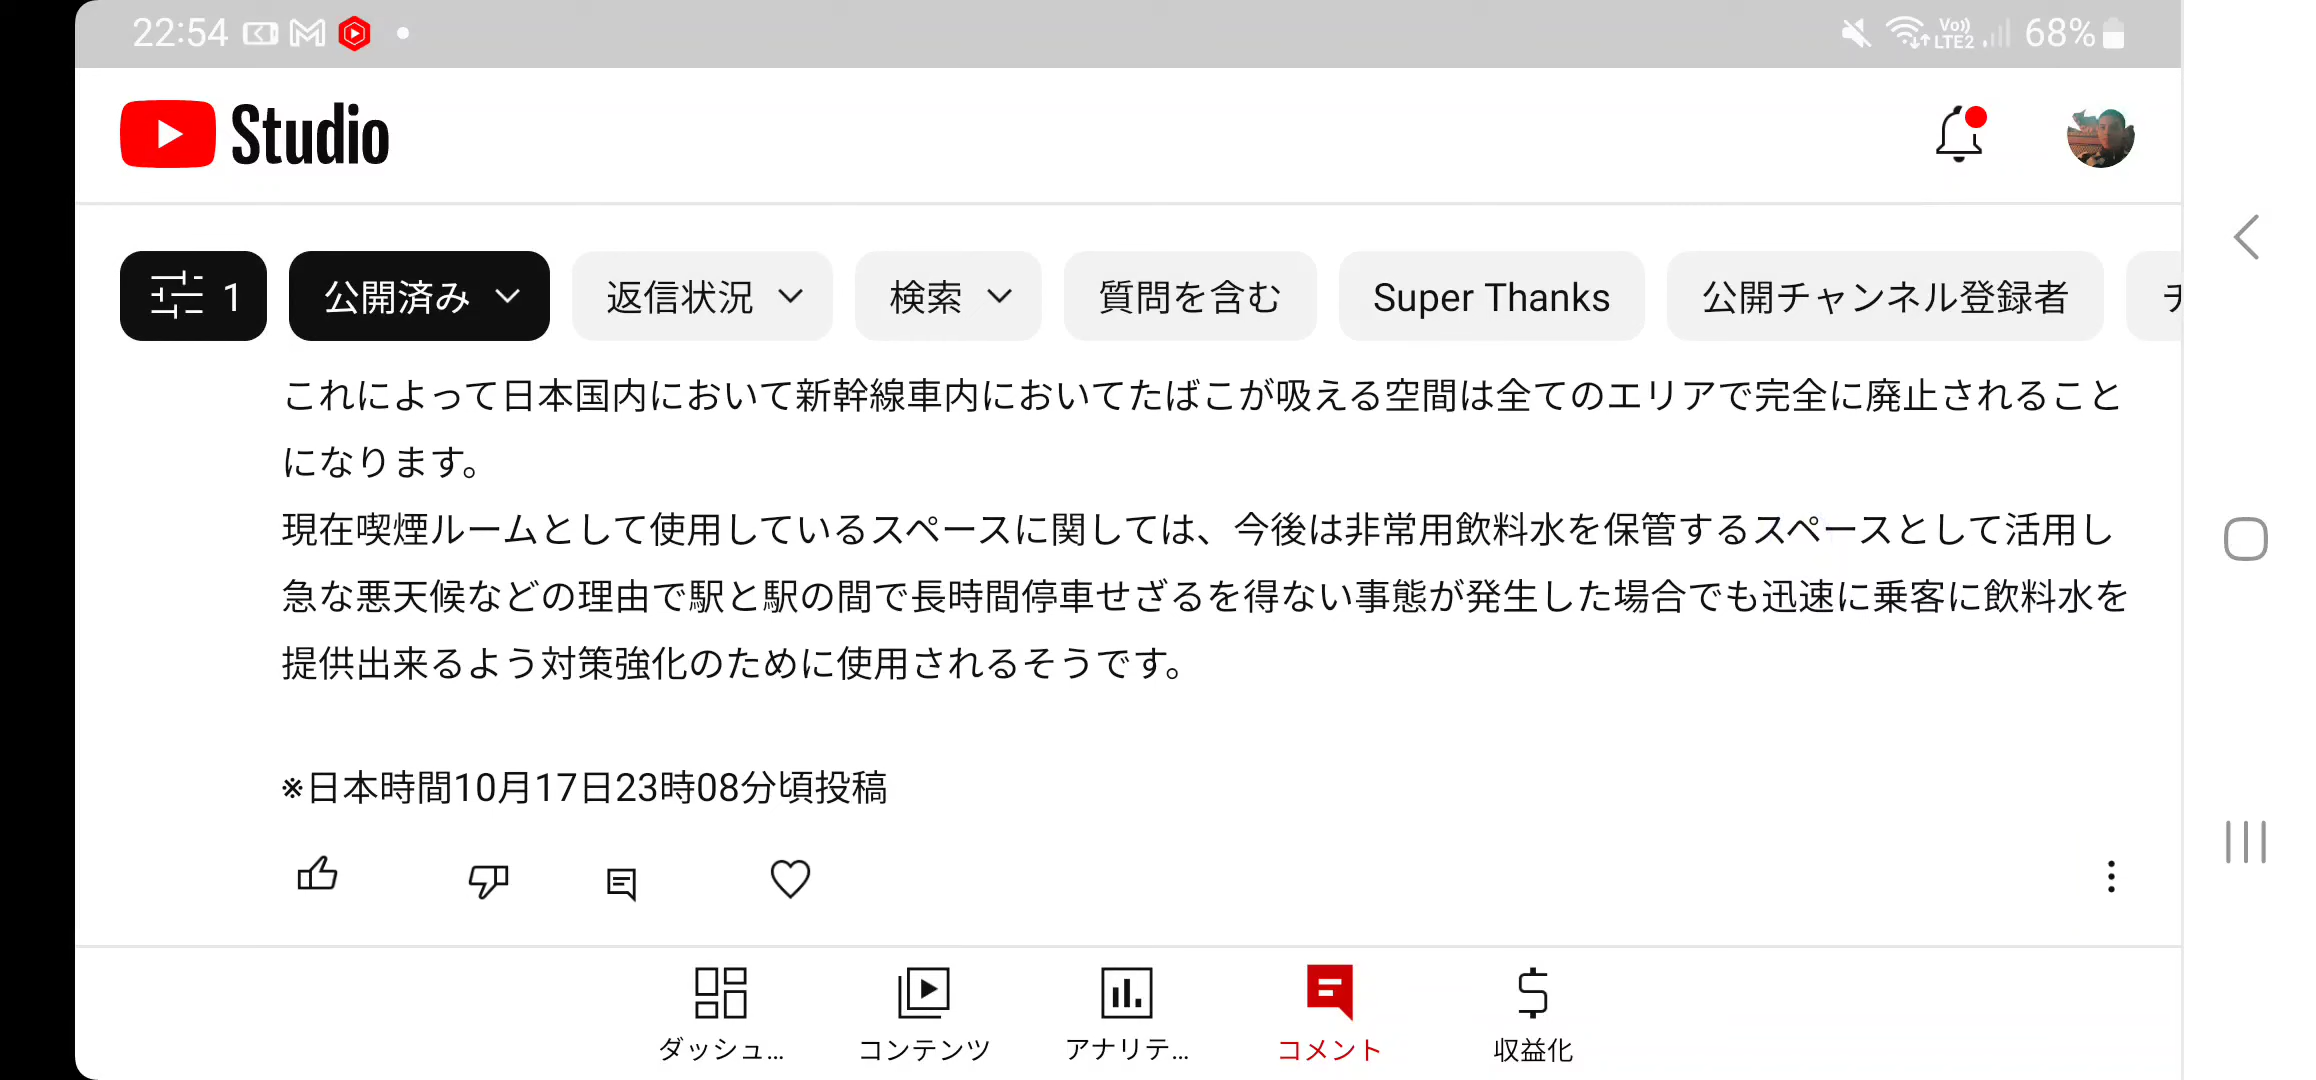 22:54
Vo))
LTE2
68%
Studio
1
公開済み
返信状況
検索
質問を含む
Super Thanks
公開チャンネル登録者
これによって日本国内において新幹線車内においてたばこが吸える空間は全てのエリアで完全に廃止されること
になります。
現在喫煙ルームとして使用しているスペースに関しては、今後は非常用飲料水を保管するスペースとして活用し
急な悪天候などの理由で駅と駅の間で長時間停車せざるを得ない事態が発生した場合でも迅速に乗客に飲料水を
提供出来るよう対策強化のために使用されるそうです。
※日本時間10月17日23時08分頃投稿
ダッシュ...
コンテンツ
アナリテ...
コメント
収益化